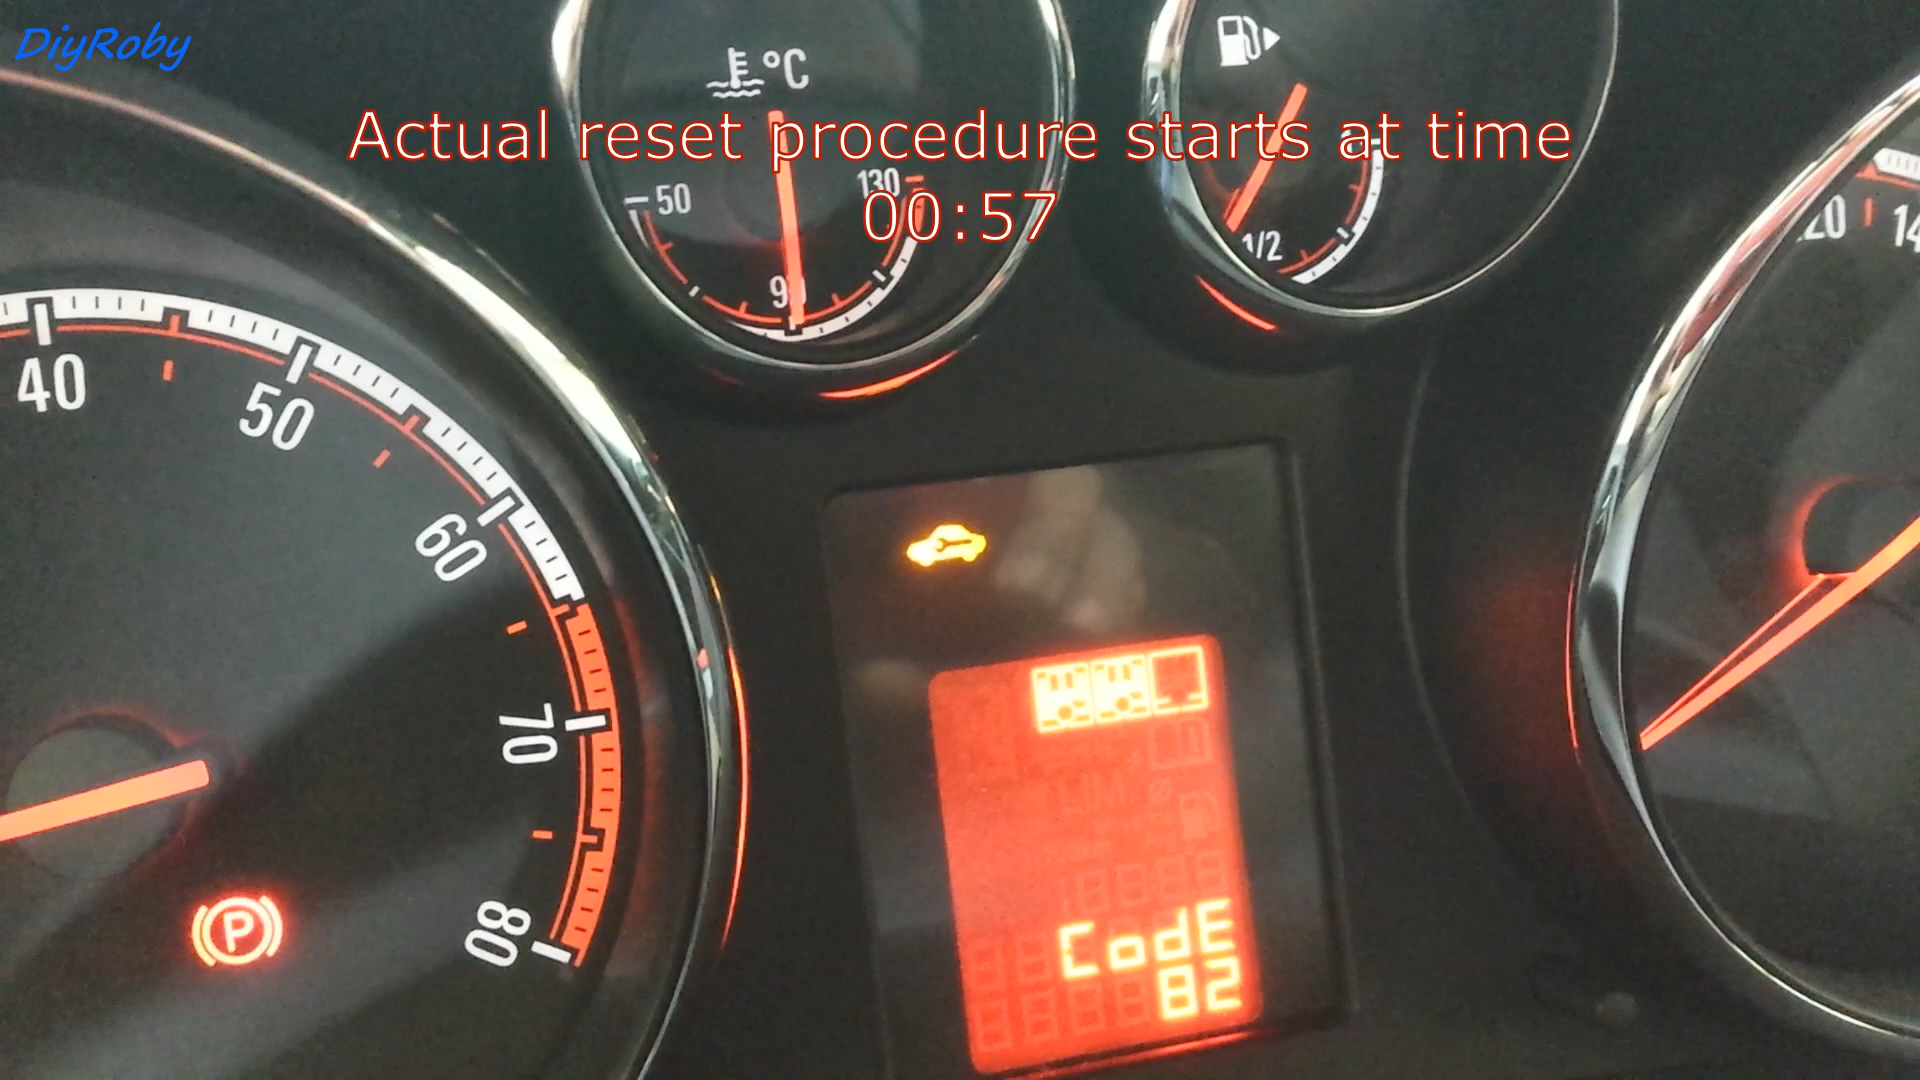 DiyRoby
°C
Actual reset procedure starts at time
00:57
50
130
90
1/2
40
50
60
70
80
P
CodE
82